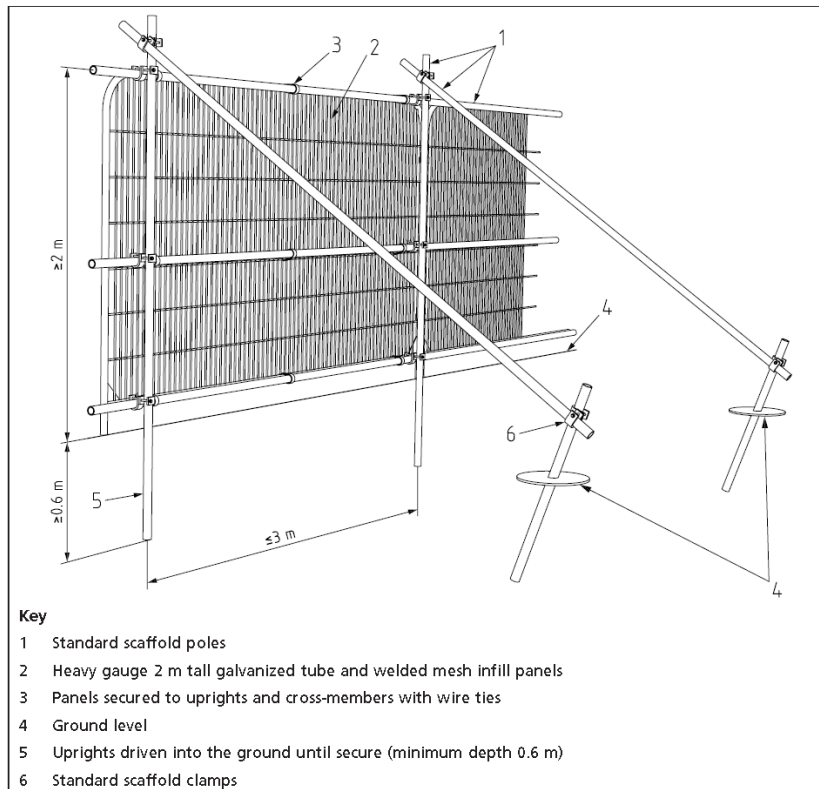 3
2
1
≥2 m
4
6
5
≥0.6 m
≤3 m
4
Key
1 Standard scaffold poles
2 Heavy gauge 2 m tall galvanized tube and welded mesh infill panels
3 Panels secured to uprights and cross-members with wire ties
4 Ground level
5 Uprights driven into the ground until secure (minimum depth 0.6 m)
6 Standard scaffold clamps